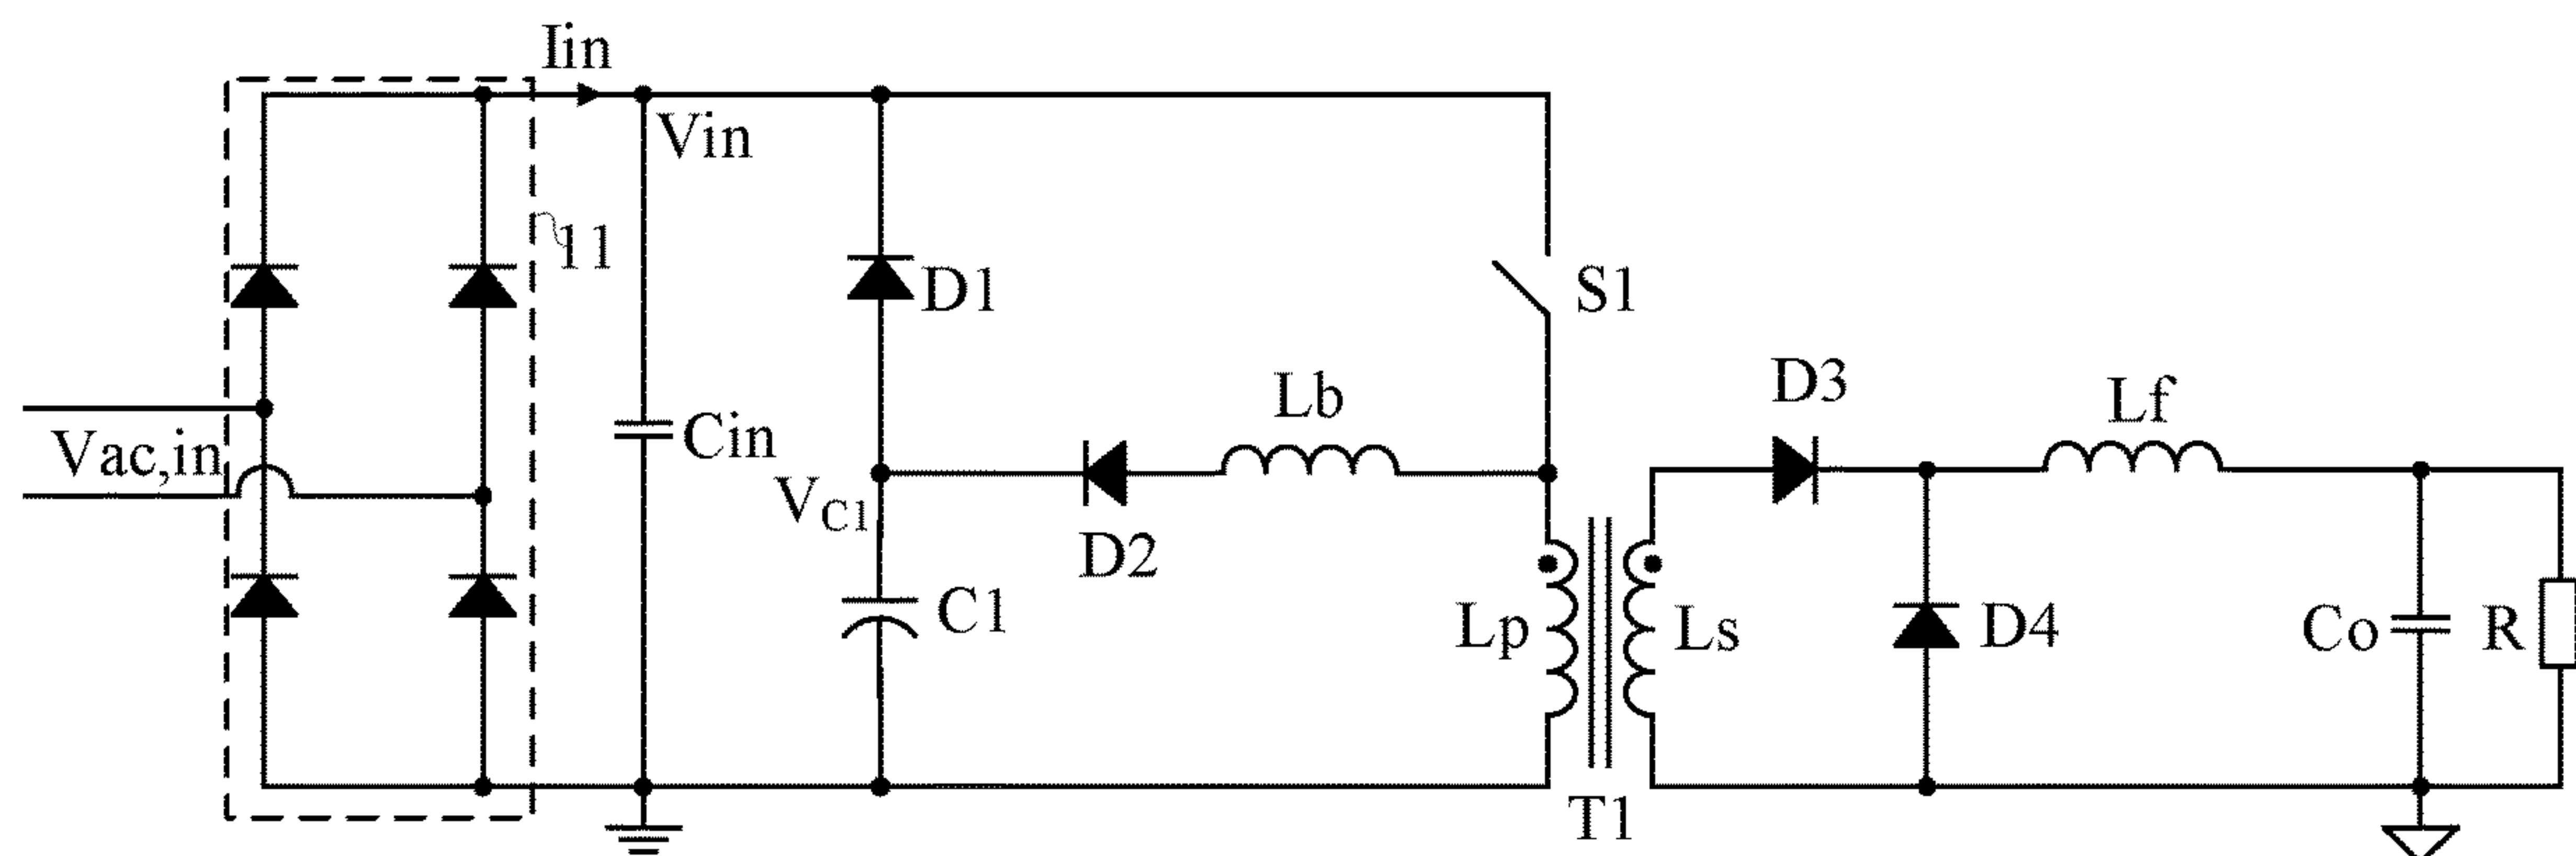 Iin
Vin
11
D1
S1
Vac,in
Cin
Lb
D3
Lf
VC1
D2
C1
Lp
Ls
D4
Co
R
T1